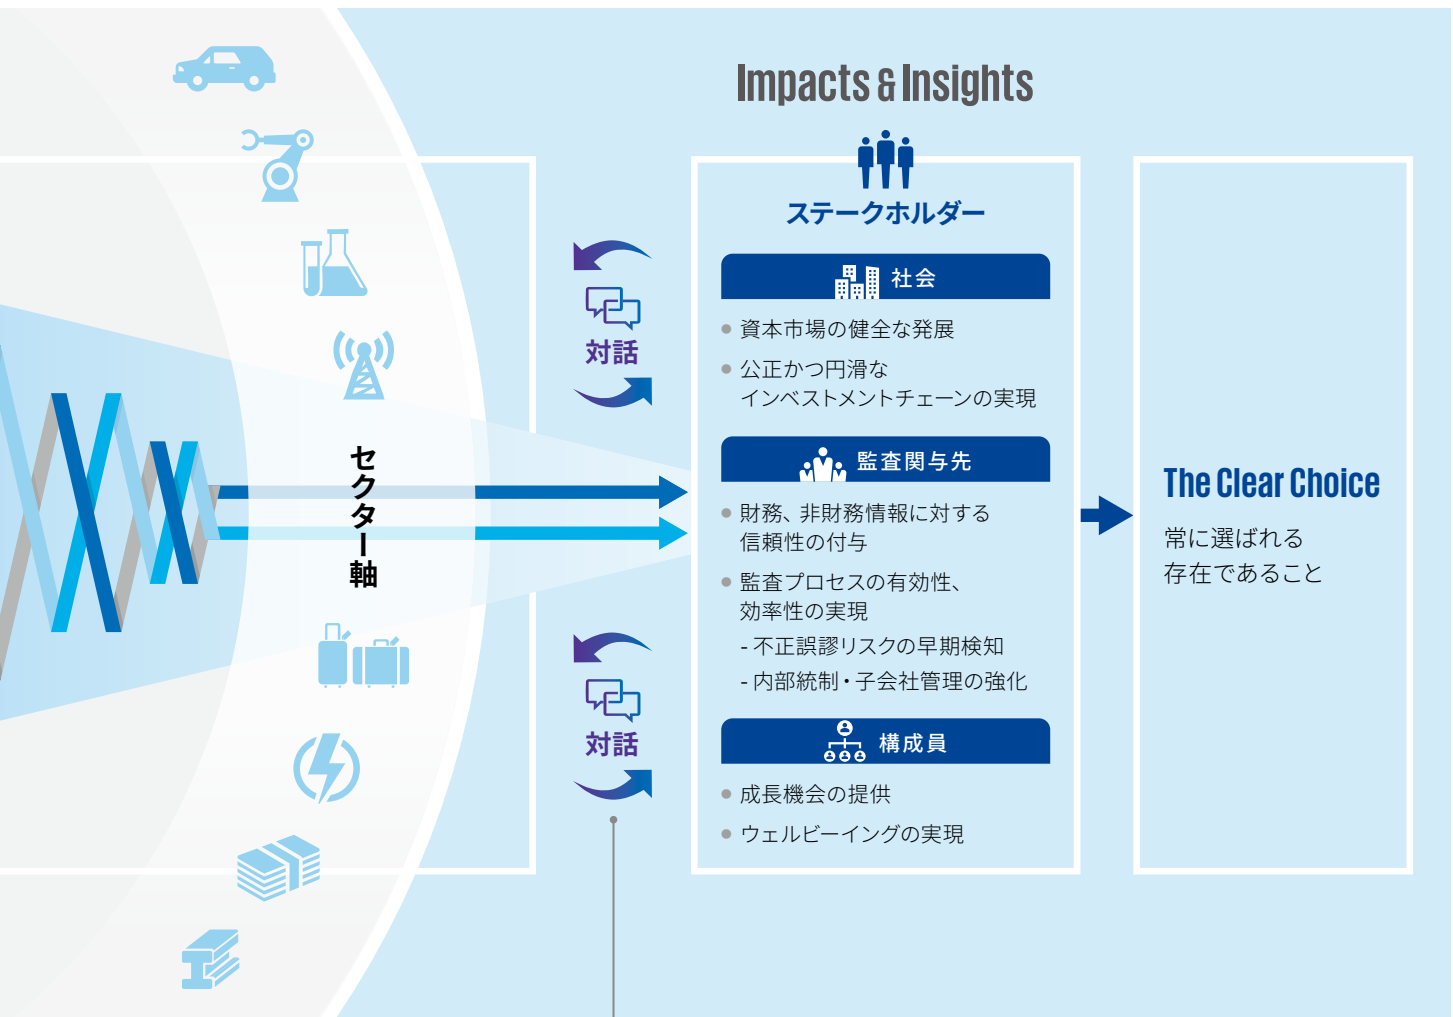 Impacts & Insights
セクター軸
対話
対話
ステークホルダー
社会
● 資本市場の健全な発展
● 公正かつ円滑な
インベストメントチェーンの実現
監査関与先
● 財務、非財務情報に対する
信頼性の付与
● 監査プロセスの有効性、
効率性の実現
- 不正誤謬リスクの早期検知
- 内部統制・子会社管理の強化
構成員
● 成長機会の提供
● ウェルビーイングの実現
The Clear Choice
常に選ばれる
存在であること